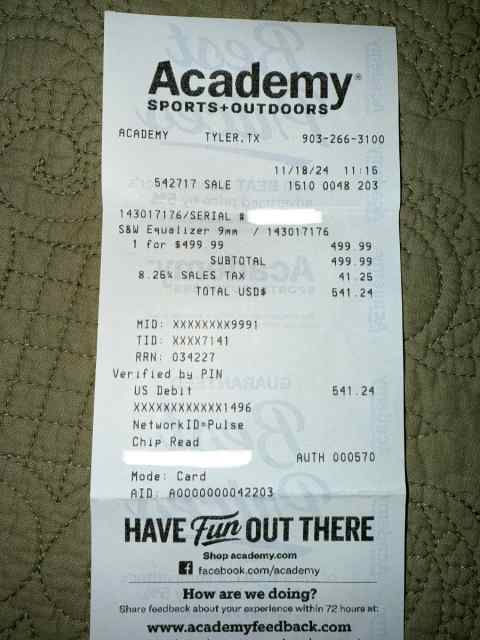 Academy®
SPORTS+OUTDOORS
ACADEMY TYLER,TX 903-266-3100
11/18/24 11:15
542717 SALE 1510 0048 203
143017176/SERIAL #
S&W Equalizer 9mm / 143017176
1 for $499.99 499.99
SUBTOTAL 499.99
8.25% SALES TAX 41.25
TOTAL USD$ 541.24
MID: XXXXXXXX9991
TID: XXXX7141
RRN: 034227
Verified by PIN
US Debit 541.24
XXXXXXXXXXXX1496
NetworkID=Pulse
Chip Read
AUTH 000570
Mode: Card
AID: A0000000042203
HAVE Fun OUT THERE
Shop academy.com
facebook.com/academy
How are we doing?
Share feedback about your experience within 72 hours at:
www.academyfeedback.com